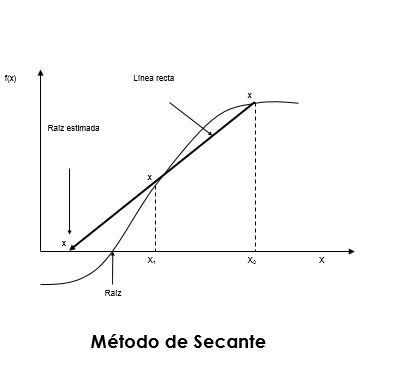 f(x)
Línea recta
x
Raíz estimada
x
x
X₁
X₀
X
Raíz
Método de Secante